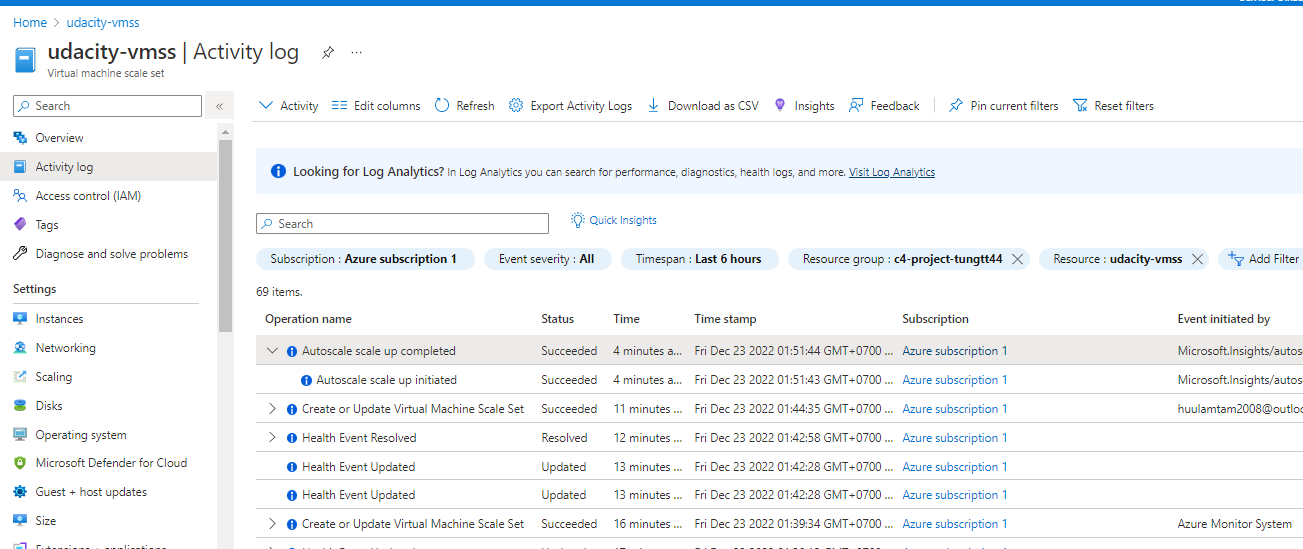 Home > udacity-vmss
udacity-vmss | Activity log ...
Virtual machine scale set
Search «
Activity Edit columns Refresh Export Activity Logs Download as CSV Insights Feedback Pin current filters Reset filters
Overview
Activity log
Access control (IAM)
Tags
Diagnose and solve problems
Settings
Instances
Networking
Scaling
Disks
Operating system
Microsoft Defender for Cloud
Guest + host updates
Size
Looking for Log Analytics? In Log Analytics you can search for performance, diagnostics, health logs, and more. Visit Log Analytics
Search Quick Insights
Subscription : Azure subscription 1 Event severity : All Timespan : Last 6 hours Resource group : c4-project-tungtt44 Resource : udacity-vmss Add Filter
69 items.
Operation name Status Time Time stamp Subscription Event initiated by
Autoscale scale up completed Succeeded 4 minutes a... Fri Dec 23 2022 01:51:44 GMT+0700 ... Azure subscription 1 Microsoft.Insights/autos
Autoscale scale up initiated Succeeded 4 minutes a... Fri Dec 23 2022 01:51:43 GMT+0700 ... Azure subscription 1 Microsoft.Insights/autos
Create or Update Virtual Machine Scale Set Succeeded 11 minutes ... Fri Dec 23 2022 01:44:35 GMT+0700 ... Azure subscription 1 huulamtam2008@outloo
Health Event Resolved Resolved 12 minutes ... Fri Dec 23 2022 01:42:58 GMT+0700 ... Azure subscription 1
Health Event Updated Updated 13 minutes ... Fri Dec 23 2022 01:42:28 GMT+0700 ... Azure subscription 1
Health Event Updated Updated 13 minutes ... Fri Dec 23 2022 01:42:28 GMT+0700 ... Azure subscription 1
Create or Update Virtual Machine Scale Set Succeeded 16 minutes ... Fri Dec 23 2022 01:39:34 GMT+0700 ... Azure subscription 1 Azure Monitor System